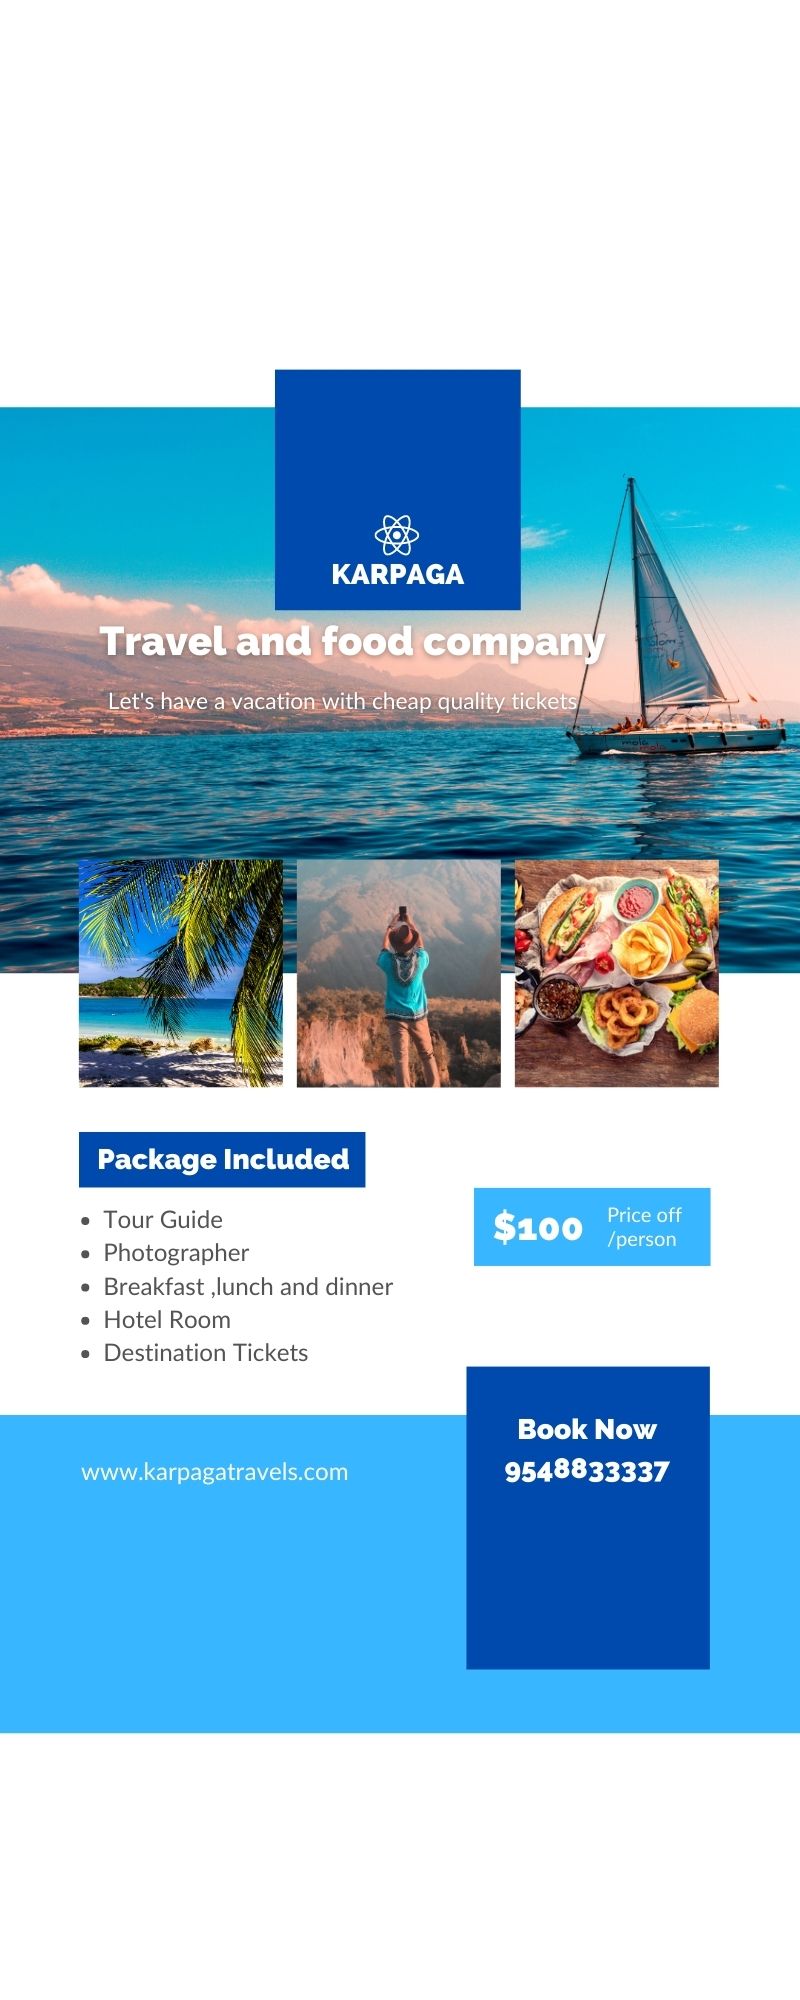 KARPAGA
Travel and food company
Let's have a vacation with cheap quality tickets
Package Included
Tour Guide
Photographer
Breakfast ,lunch and dinner
Hotel Room
Destination Tickets
$100
Price off
/person
Book Now
9548833337
www.karpagatravels.com